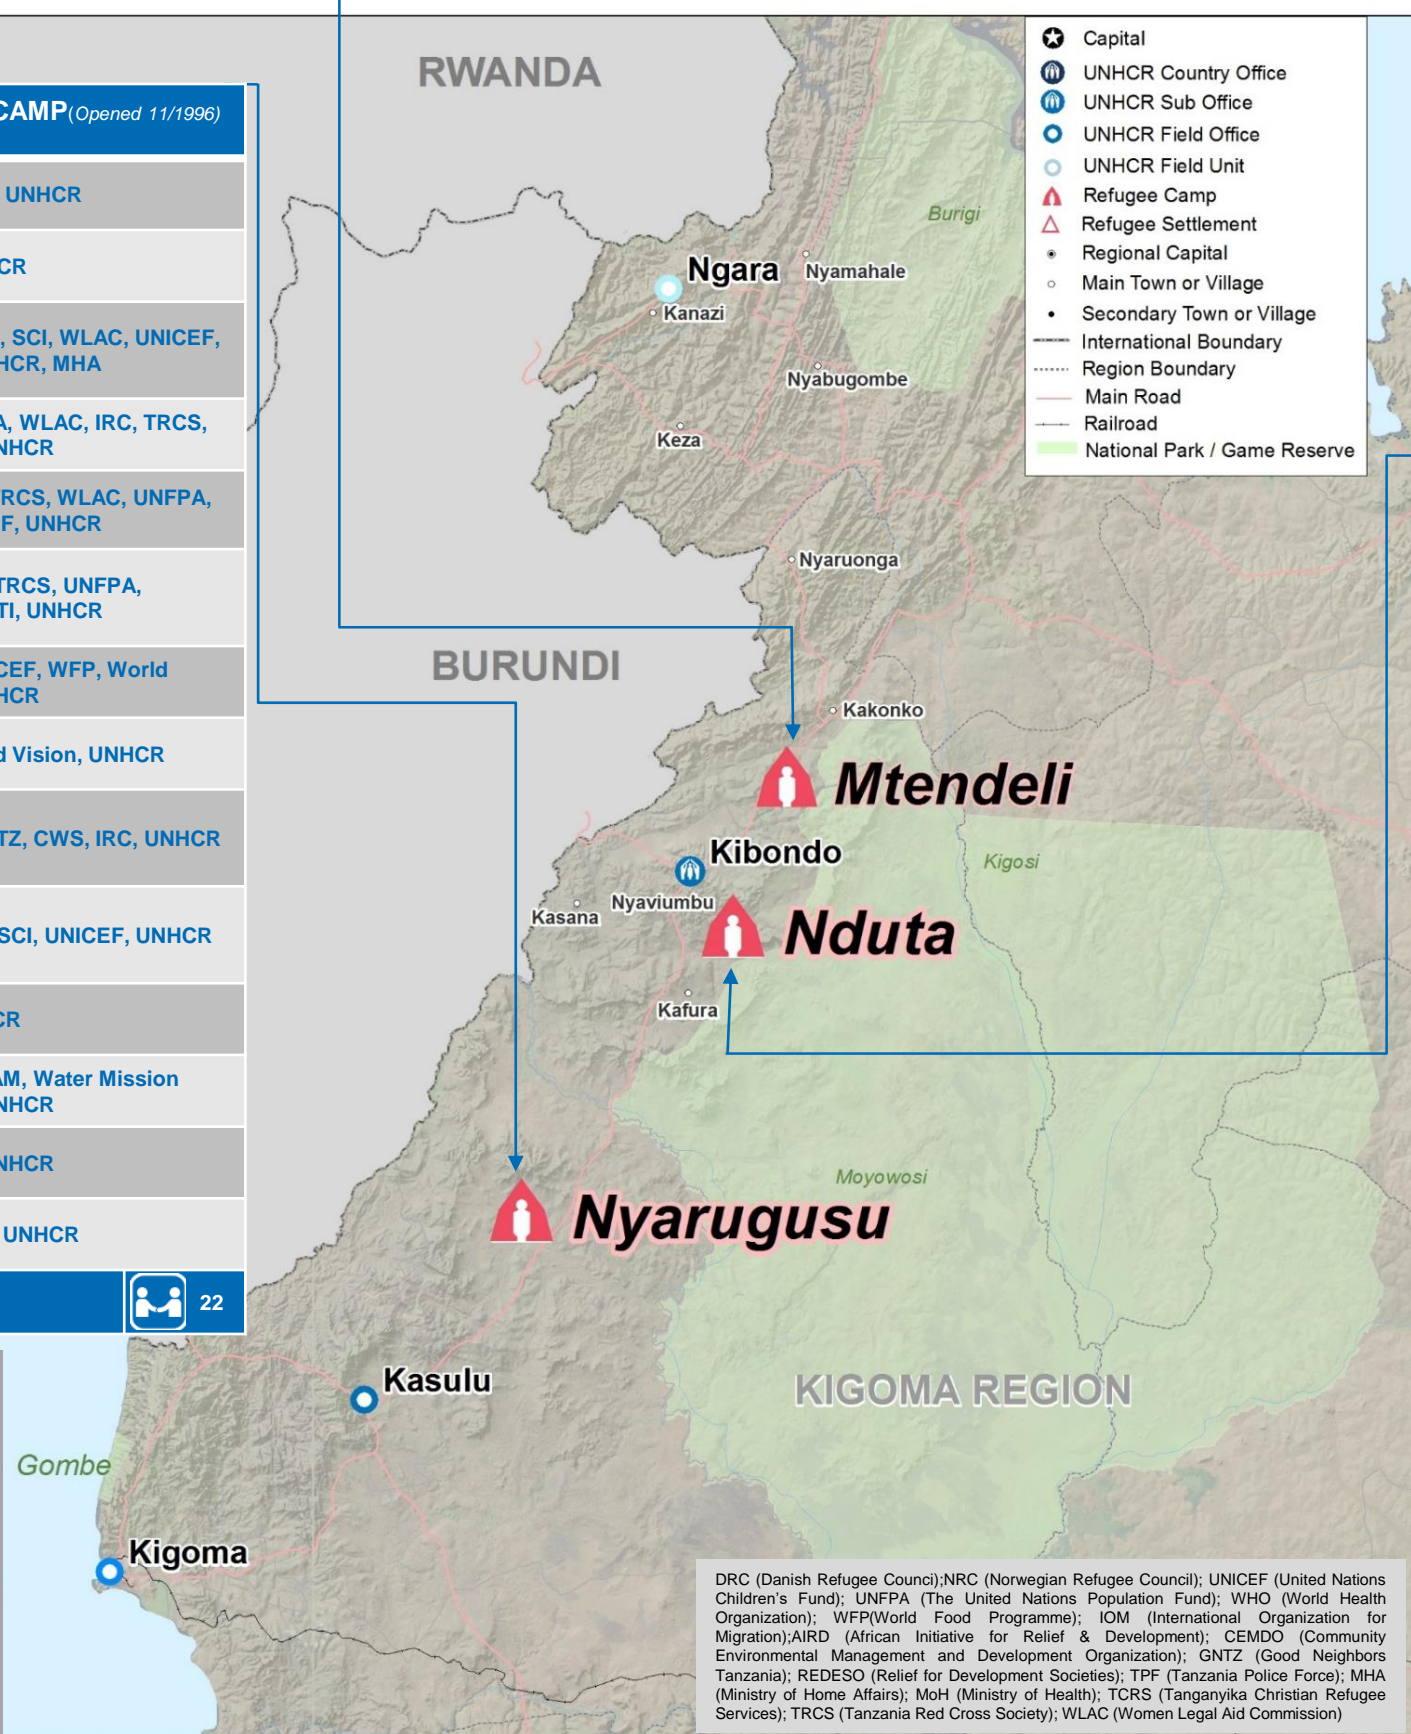 CAMP(Opened 11/1996)
UNHCR
CR
, SCI, WLAC, UNICEF,
HCR, MHA
A, WLAC, IRC, TRCS,
NHCR
TRCS, WLAC, UNFPA,
F, UNHCR
TRCS, UNFPA,
TI, UNHCR
CEF, WFP, World
HCR
d Vision, UNHCR
TZ, CWS, IRC, UNHCR
SCI, UNICEF, UNHCR
CR
AM, Water Mission
NHCR
NHCR
UNHCR
22
RWANDA
Capital
UNHCR Country Office
UNHCR Sub Office
UNHCR Field Office
UNHCR Field Unit
Refugee Camp
Refugee Settlement
Regional Capital
Main Town or Village
Secondary Town or Village
International Boundary
Region Boundary
Main Road
Railroad
National Park / Game Reserve
Burigi
Ngara
Nyamahale
Kanazi
Nyabugombe
Keza
Nyaruonga
BURUNDI
Kakonko
Mtendeli
Kibondo
Kigosi
Nyaviumbu
Kasana
Nduta
Kafura
Moyowosi
Nyarugusu
Kasulu
KIGOMA REGION
Gombe
Kigoma
DRC (Danish Refugee Counci);NRC (Norwegian Refugee Council); UNICEF (United Nations
Children's Fund); UNFPA (The United Nations Population Fund); WHO (World Health
Organization); WFP(World Food Programme); IOM (International Organization for
Migration);AIRD (African Initiative for Relief & Development); CEMDO (Community
Environmental Management and Development Organization); GNTZ (Good Neighbors
Tanzania); REDESO (Relief for Development Societies); TPF (Tanzania Police Force); MHA
(Ministry of Home Affairs); MoH (Ministry of Health); TCRS (Tanganyika Christian Refugee
Services); TRCS (Tanzania Red Cross Society); WLAC (Women Legal Aid Commission)